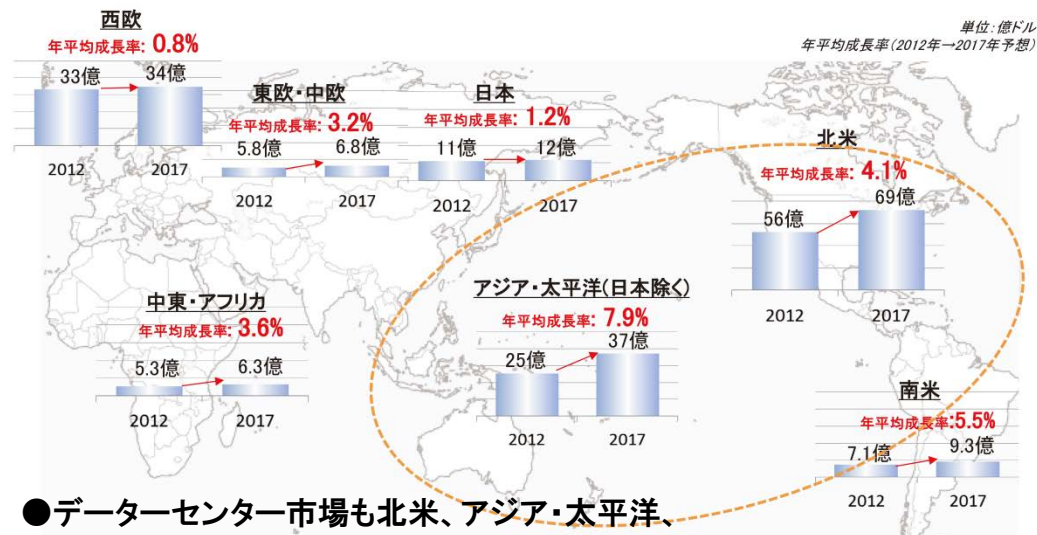 単位:億ドル
年平均成長率(2012年→2017年予想)
西欧
年平均成長率: 0.8%
33億
34億
2012
2017
東欧・中欧
年平均成長率: 3.2%
5.8億
6.8億
2012
2017
日本
年平均成長率: 1.2%
11億
12億
2012
2017
北米
年平均成長率: 4.1%
56億
69億
2012
2017
中東・アフリカ
年平均成長率: 3.6%
5.3億
6.3億
2012
2017
アジア・太平洋(日本除く)
年平均成長率: 7.9%
25億
37億
2012
2017
南米
年平均成長率:5.5%
7.1億
9.3億
2012
2017
●データーセンター市場も北米、アジア・太平洋、